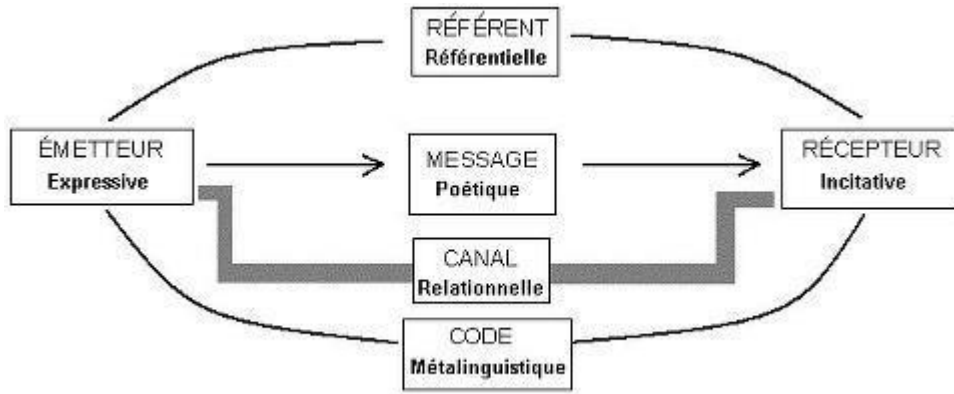 RÉFÉRENT
Référentielle
ÉMETTEUR
Expressive
MESSAGE
Poétique
RÉCEPTEUR
Incitative
CANAL
Relationnelle
CODE
Métalinguistique